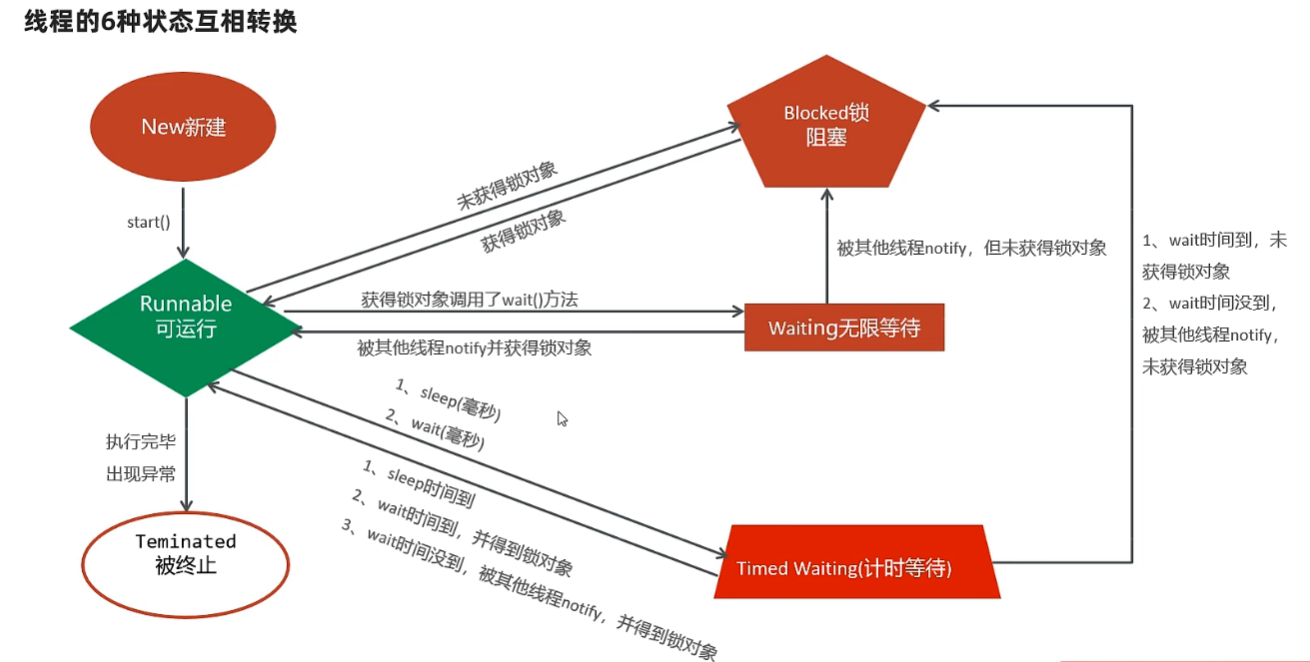 线程的6种状态互相转换
New新建
start()
Runnable
可运行
执行完毕
出现异常
Teminated
被终止
未获得锁对象
获得锁对象
获得锁对象调用了wait()方法
被其他线程notify并获得锁对象
1、sleep(毫秒)
2、wait(毫秒)
1、sleep时间到
2、wait时间到，并得到锁对象
3、wait时间没到，被其他线程notify，并得到锁对象
Blocked锁
阻塞
被其他线程notify，但未获得锁对象
Waiting无限等待
Timed Waiting(计时等待)
1、wait时间到，未
获得锁对象
2、wait时间没到，
被其他线程notify，
未获得锁对象